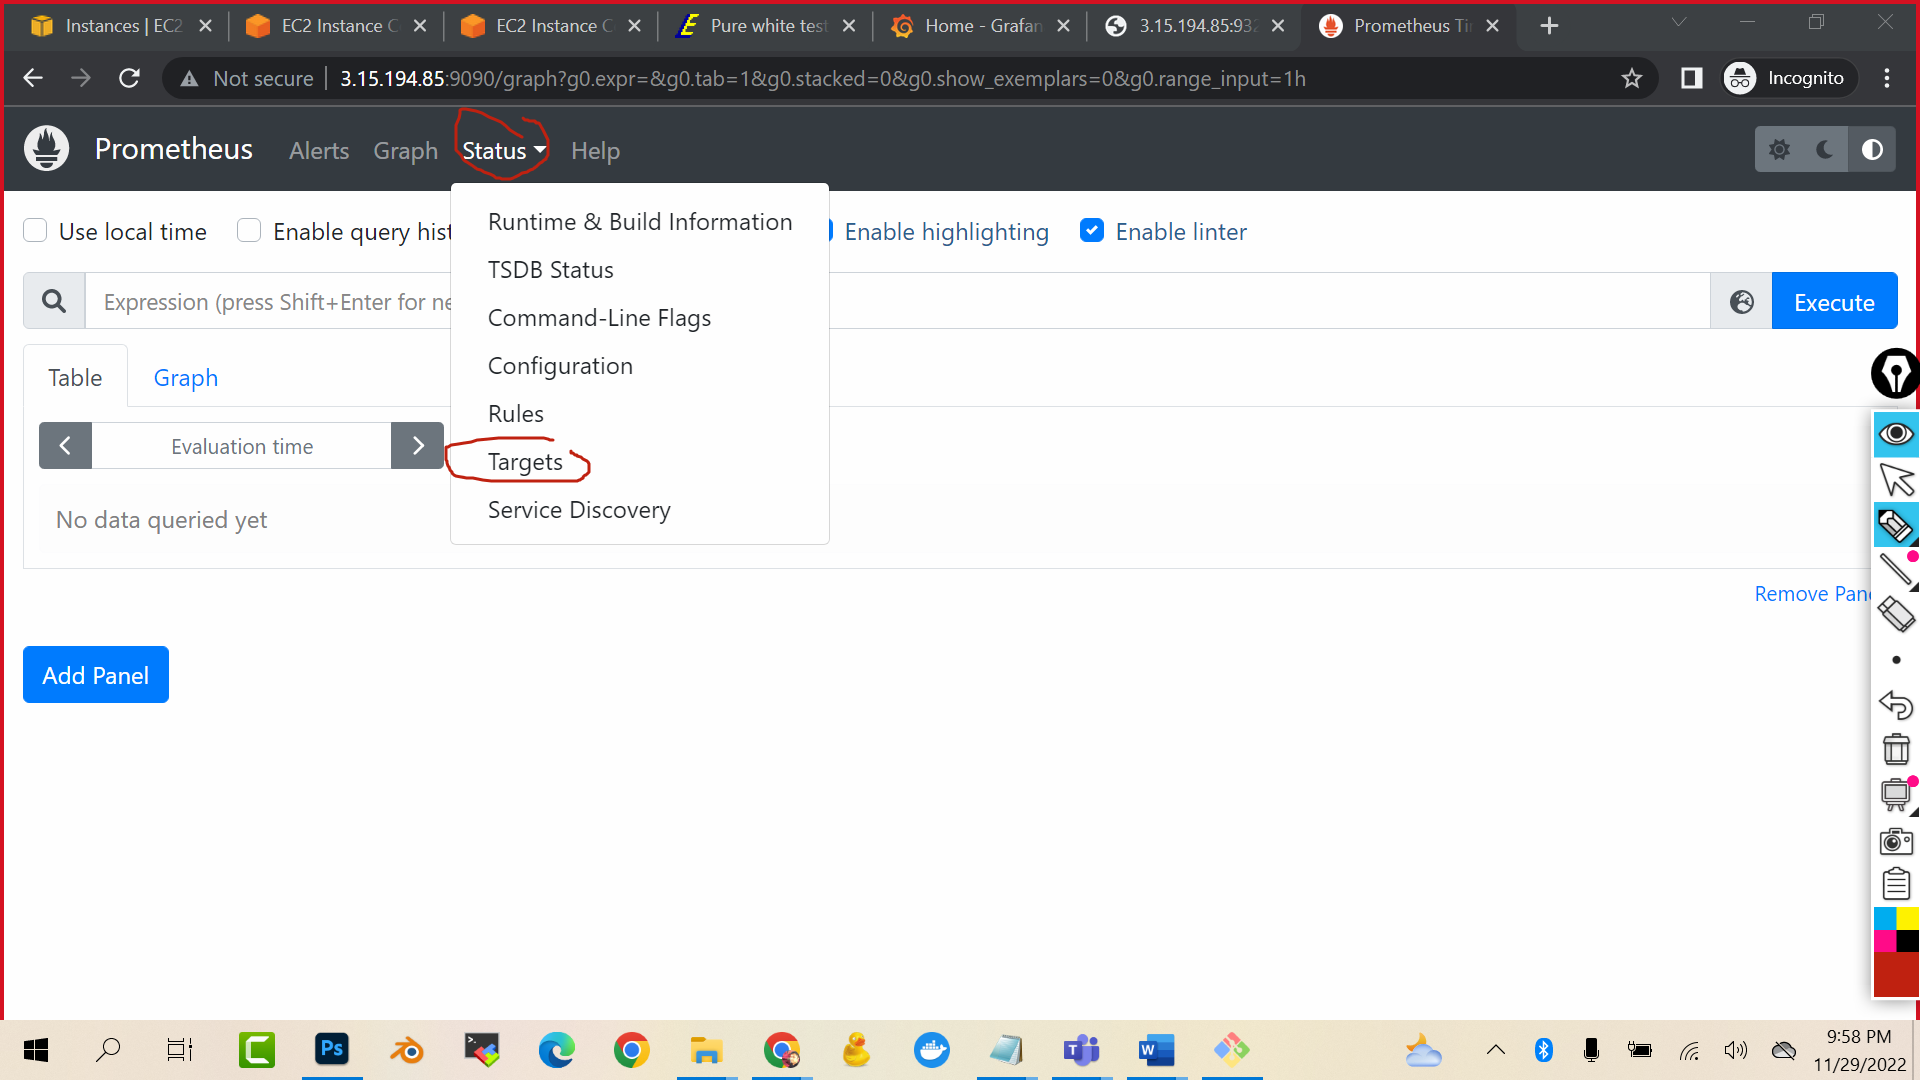 Instances | EC2
EC2 Instance C
EC2 Instance C
Pure white test
Home - Grafan
3.15.194.85:932
Prometheus Ti
Not secure
3.15.194.85:9090/graph?g0.expr=&g0.tab=1&g0.stacked=0&g0.show_exemplars=0&g0.range_input=1h
Incognito
Prometheus Alerts Graph Status Help
Use local time
Enable query hist
Enable highlighting
Enable linter
Runtime & Build Information
TSDB Status
Command-Line Flags
Configuration
Rules
Targets
Service Discovery
Expression (press Shift+Enter for ne
Execute
Table Graph
Evaluation time
No data queried yet
Remove Pan
Add Panel
Ps
W
9:58 PM
11/29/2022